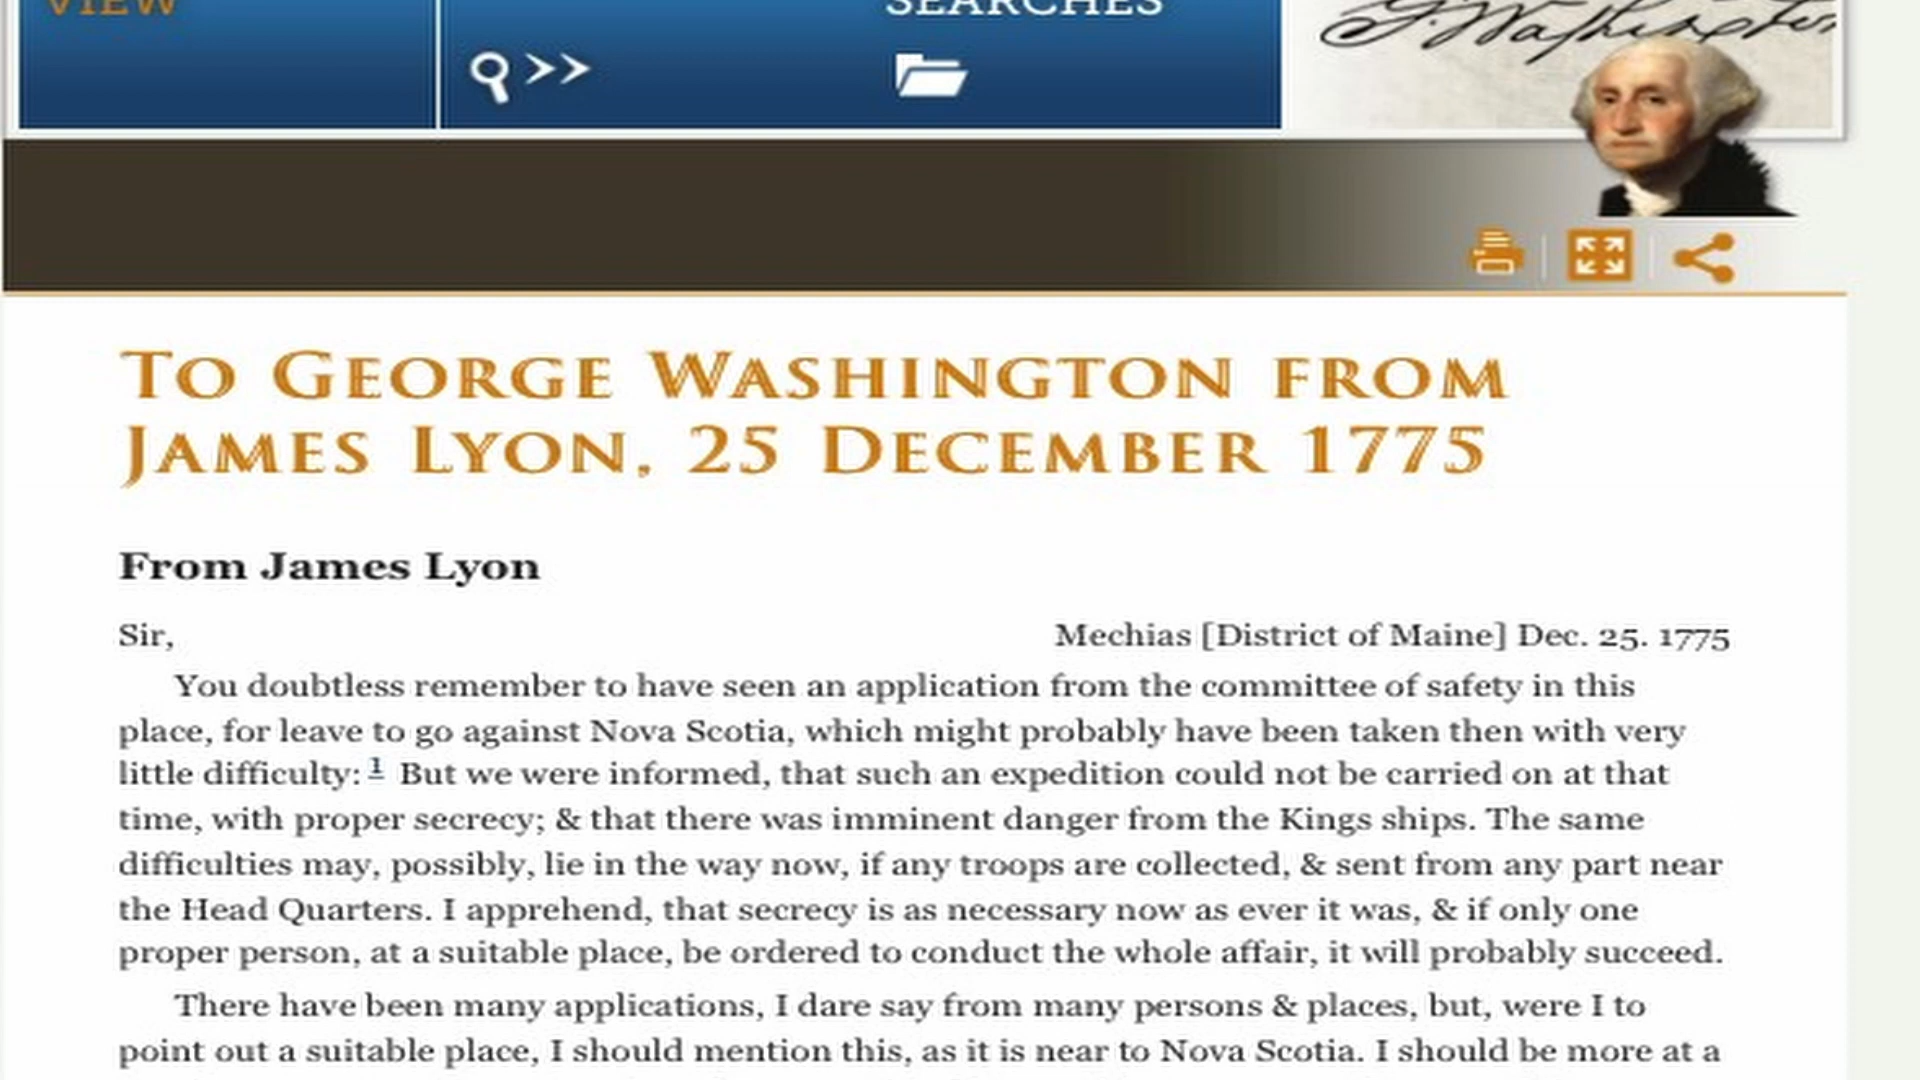 VIEW
SEARCHES
G. Washington
To George Washington from
James Lyon, 25 December 1775
From James Lyon
Sir,
Mechias [District of Maine] Dec. 25. 1775
You doubtless remember to have seen an application from the committee of safety in this
place, for leave to go against Nova Scotia, which might probably have been taken then with very
little difficulty: 1 But we were informed, that such an expedition could not be carried on at that
time, with proper secrecy; & that there was imminent danger from the Kings ships. The same
difficulties may, possibly, lie in the way now, if any troops are collected, & sent from any part near
the Head Quarters. I apprehend, that secrecy is as necessary now as ever it was, & if only one
proper person, at a suitable place, be ordered to conduct the whole affair, it will probably succeed.
There have been many applications, I dare say from many persons & places, but, were I to
point out a suitable place, I should mention this, as it is near to Nova Scotia. I should be more at a